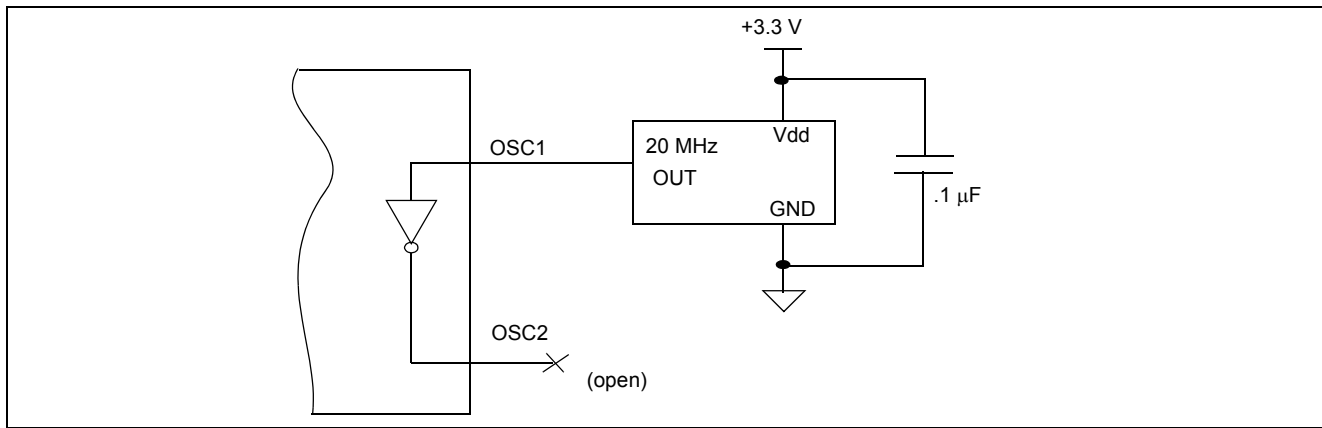 +3.3 V
OSC1
20 MHz
Vdd
OUT
GND
.1 μF
OSC2
(open)